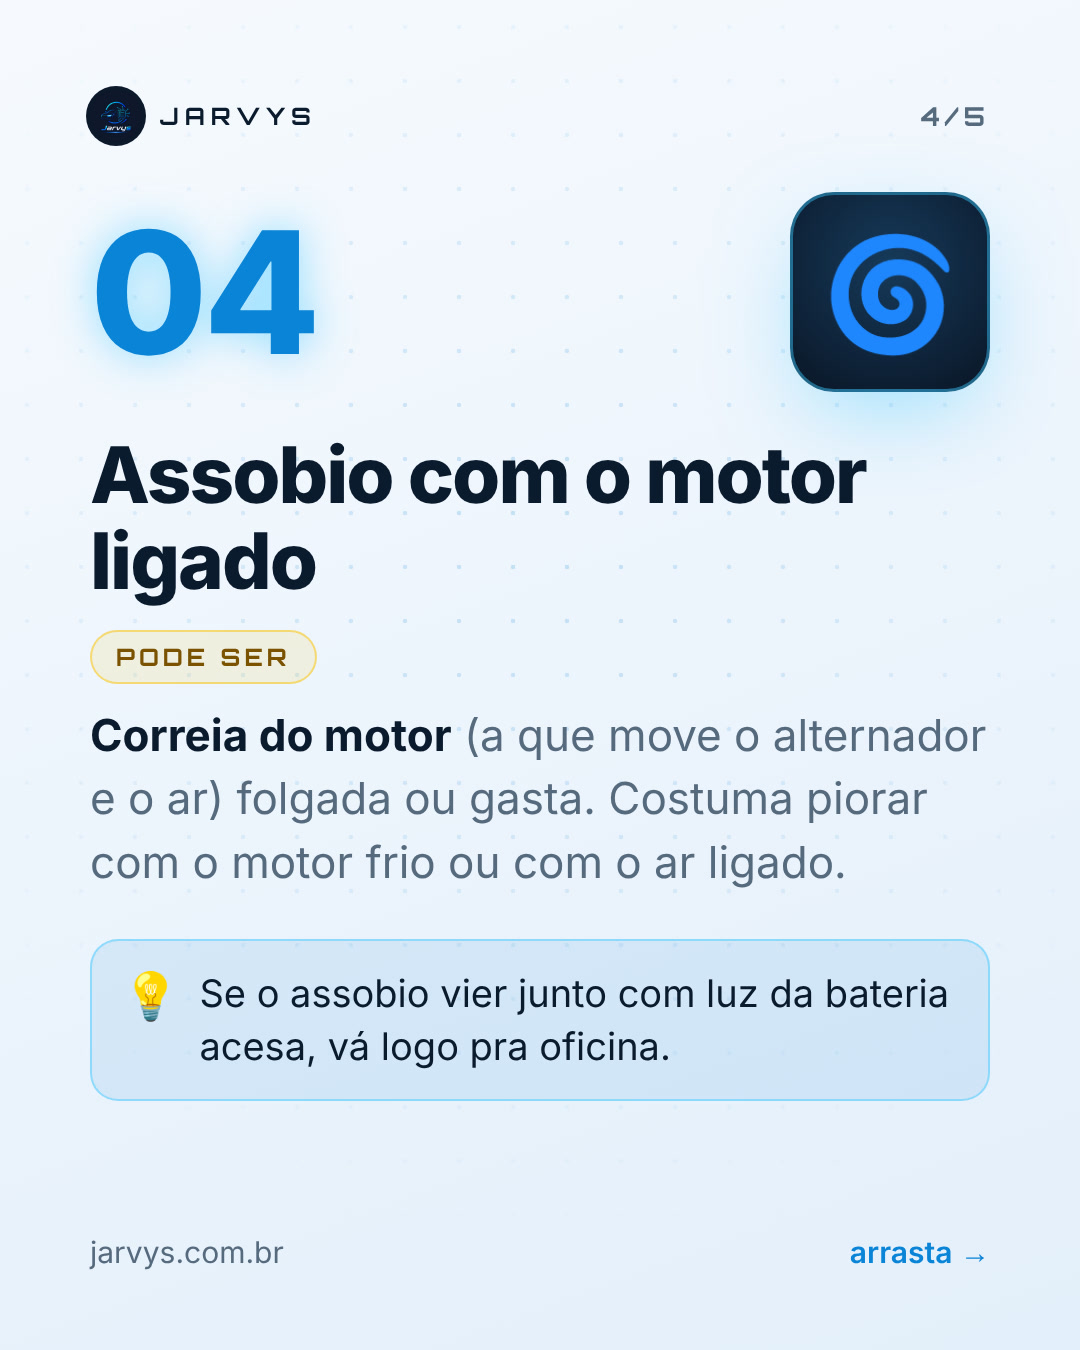 Jarvys
JARVYS
4/5
04
Assobio com o motor
ligado
PODE SER
Correia do motor (a que move o alternador
e o ar) folgada ou gasta. Costuma piorar
com o motor frio ou com o ar ligado.
Se o assobio vier junto com luz da bateria
acesa, vá logo pra oficina.
jarvys.com.br
arrasta →